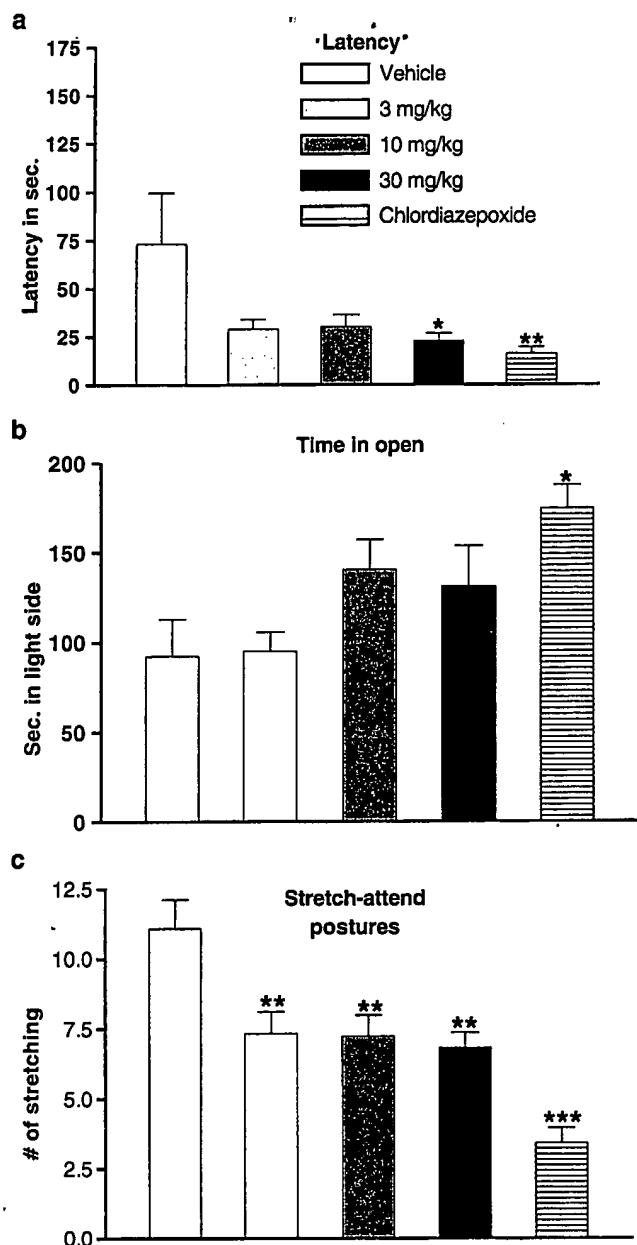 a
"Latency"
Vehicle
3 mg/kg
10 mg/kg
30 mg/kg
Chlordiazepoxide
175
150
125
100
75
50
25
0
Latency in sec.
*
**
b
Time in open
200
150
100
50
0
Sec. in light side
*
c
Stretch-attend
postures
12.5
10.0
7.5
5.0
2.5
0.0
# of stretching
**
**
**
***